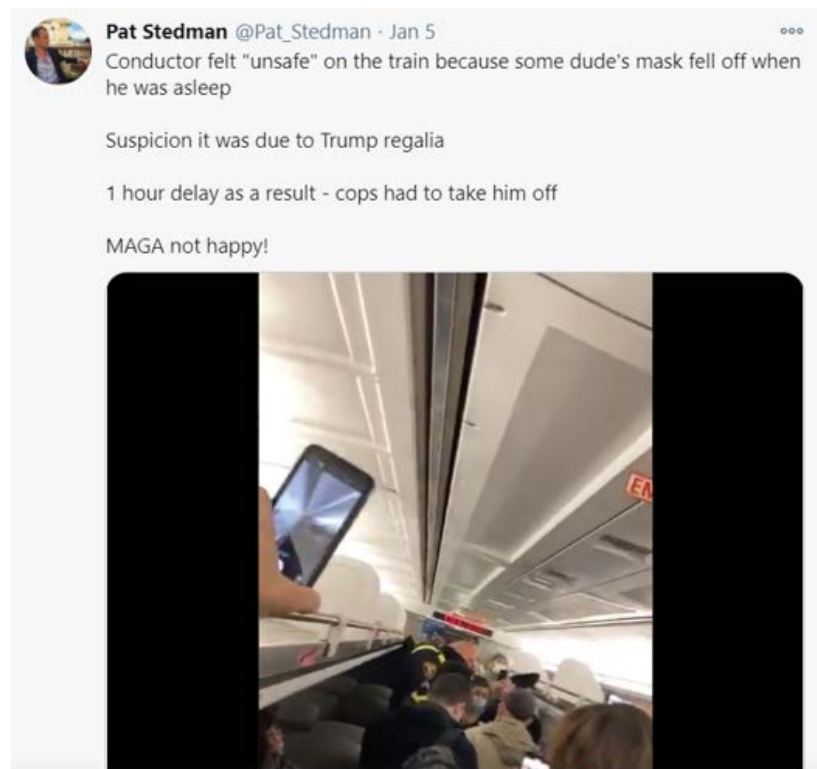 Pat Stedman @Pat_Stedman · Jan 5
Conductor felt "unsafe" on the train because some dude's mask fell off when
he was asleep
Suspicion it was due to Trump regalia
1 hour delay as a result - cops had to take him off
MAGA not happy!
EM